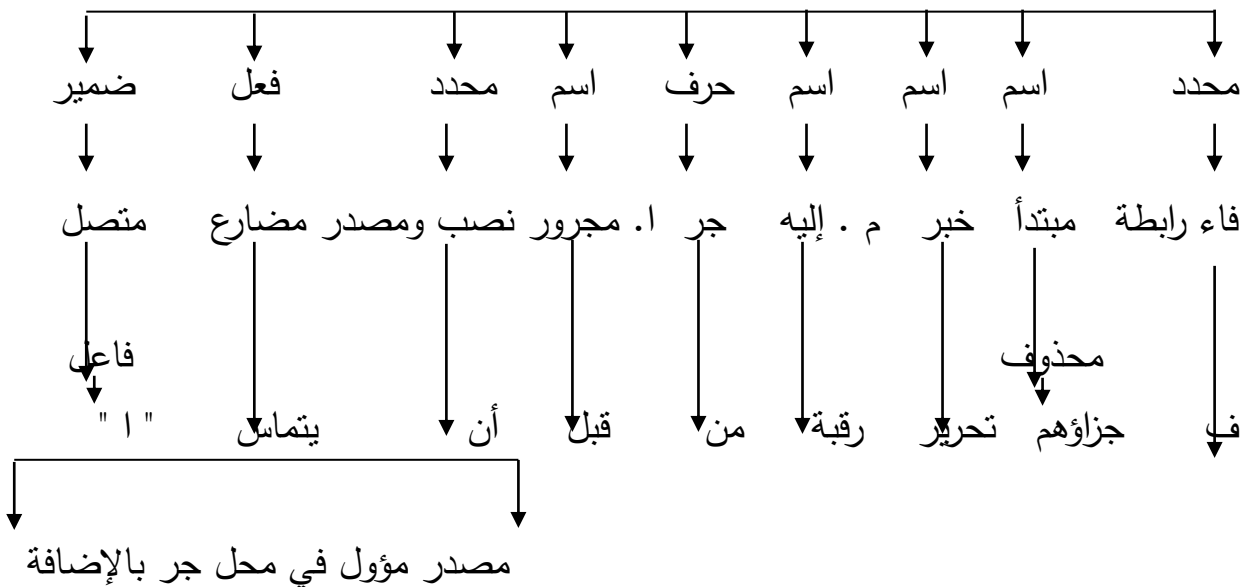 محدد اسم اسم اسم حرف اسم محدد فعل ضمير
فاء رابطة مبتدأ خبر م . إليه جر ا. مجرور نصب ومصدر مضارع متصل
محذوف فاعل
ف جزاؤهم تحرير رقبة من قبل أن يتماس " ا "
مصدر مؤول في محل جر بالإضافة